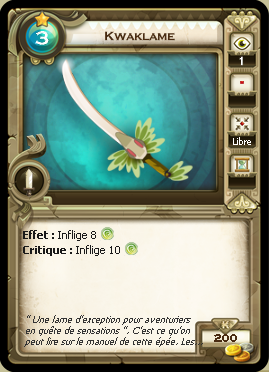 Kwaklame
3
1
Libre
Effet : Inflige 8
Critique : Inflige 10
“ Une lame d'exception pour aventuriers
en quête de sensations ”. C'est ce qu'on
peut lire sur le manuel de cette épée. Les
K
200